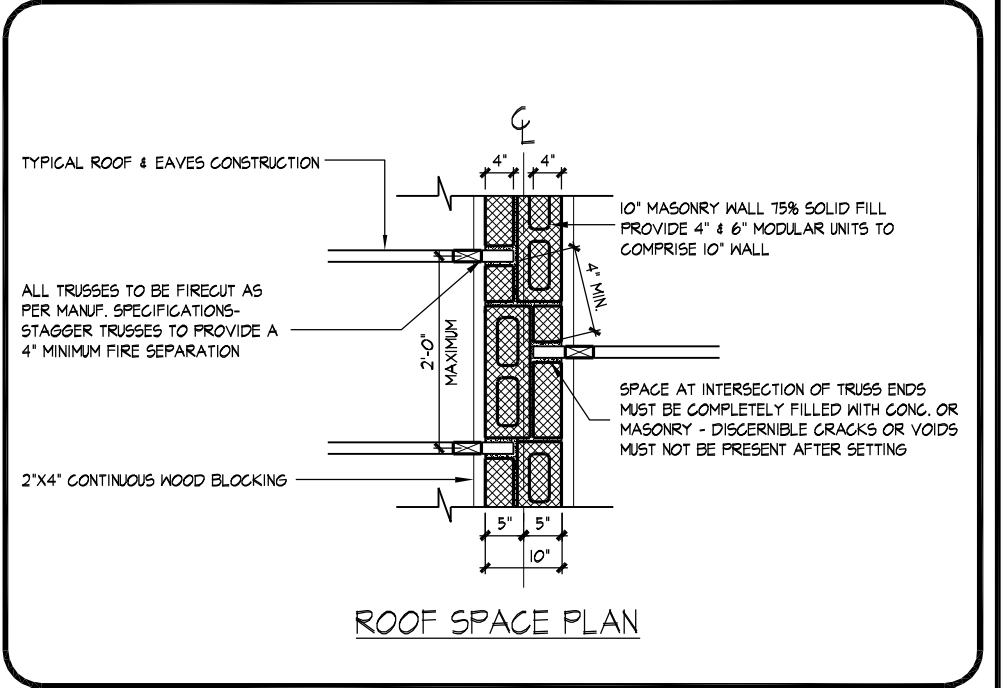 ℄
TYPICAL ROOF & EAVES CONSTRUCTION
4"
4"
10" MASONRY WALL 75% SOLID FILL
PROVIDE 4" & 6" MODULAR UNITS TO
COMPRISE 10" WALL
ALL TRUSSES TO BE FIRECUT AS
PER MANUF. SPECIFICATIONS-
STAGGER TRUSSES TO PROVIDE A
4" MINIMUM FIRE SEPARATION
4" MIN.
2'-0"
MAXIMUM
SPACE AT INTERSECTION OF TRUSS ENDS
MUST BE COMPLETELY FILLED WITH CONC. OR
MASONRY - DISCERNIBLE CRACKS OR VOIDS
MUST NOT BE PRESENT AFTER SETTING
2"X4" CONTINUOUS WOOD BLOCKING
5"
5"
10"
ROOF SPACE PLAN